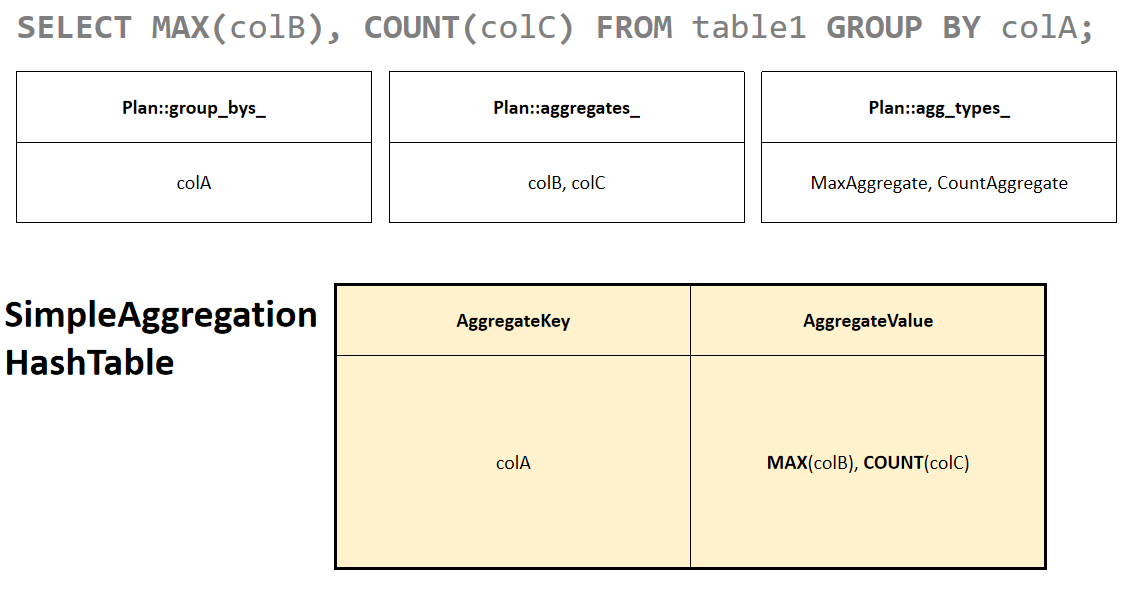 SELECT MAX(colB), COUNT(colC) FROM table1 GROUP BY colA;
Plan::group_bys_
Plan::aggregates_
Plan::agg_types_
colA
colB, colC
MaxAggregate, CountAggregate
SimpleAggregation
HashTable
AggregateKey
AggregateValue
colA
MAX(colB), COUNT(colC)